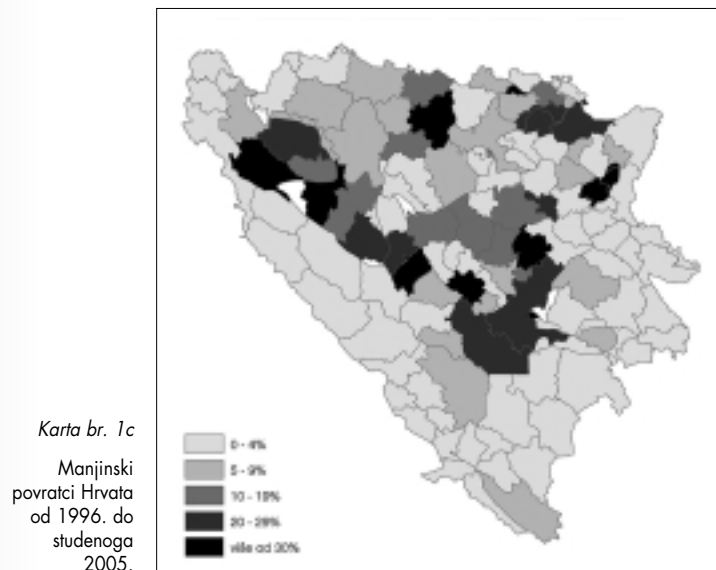 Karta br. 1c
Manjinski
povratci Hrvata
od 1996. do
studenoga
2005.
0 - 4%
5 - 9%
10 - 19%
20 - 29%
više od 30%